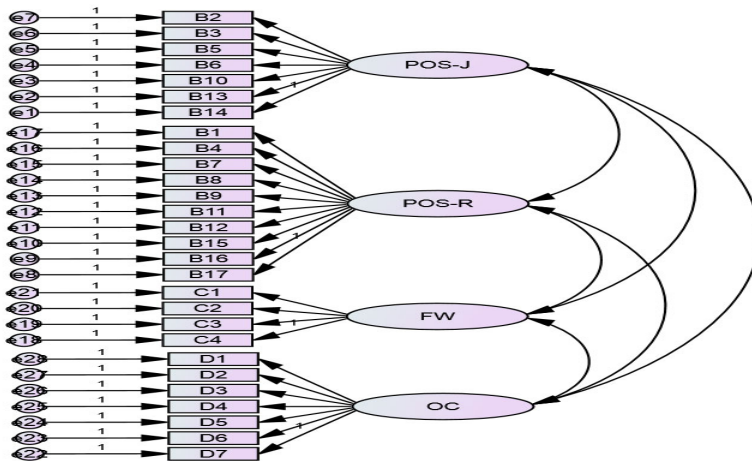 e7 1 B2
e6 1 B3
e5 1 B5
e4 1 B6 POS-J
e3 1 B10
e2 1 B13 1
e1 1 B14
e17 1 B1
e16 1 B4
e15 1 B7
e14 1 B8
e13 1 B9 POS-R
e12 1 B11
e11 1 B12
e10 1 B15 1
e9 1 B16
e8 1 B17
e21 1 C1
e20 1 C2 FW
e19 1 C3 1
e18 1 C4
e28 1 D1
e27 1 D2
e26 1 D3
e25 1 D4 OC
e24 1 D5
e23 1 D6 1
e22 1 D7